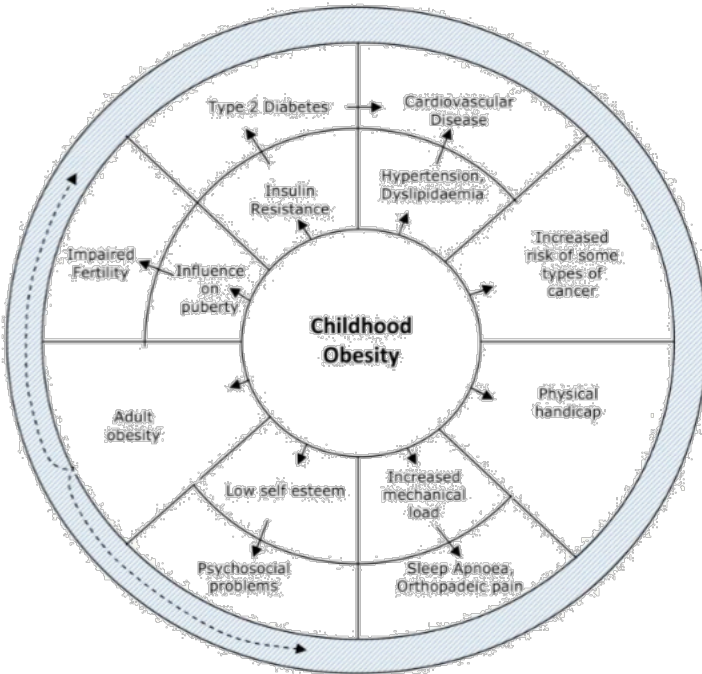 Type 2 Diabetes
Cardiovascular
Disease
Insulin
Resistance
Hypertension,
Dyslipidaemia
Impaired
Fertility
Influence
on
puberty
Increased
risk of some
types of
cancer
Childhood
Obesity
Adult
obesity
Physical
handicap
Low self esteem
Increased
mechanical
load
Psychosocial
problems
Sleep Apnoea,
Orthopadeic pain